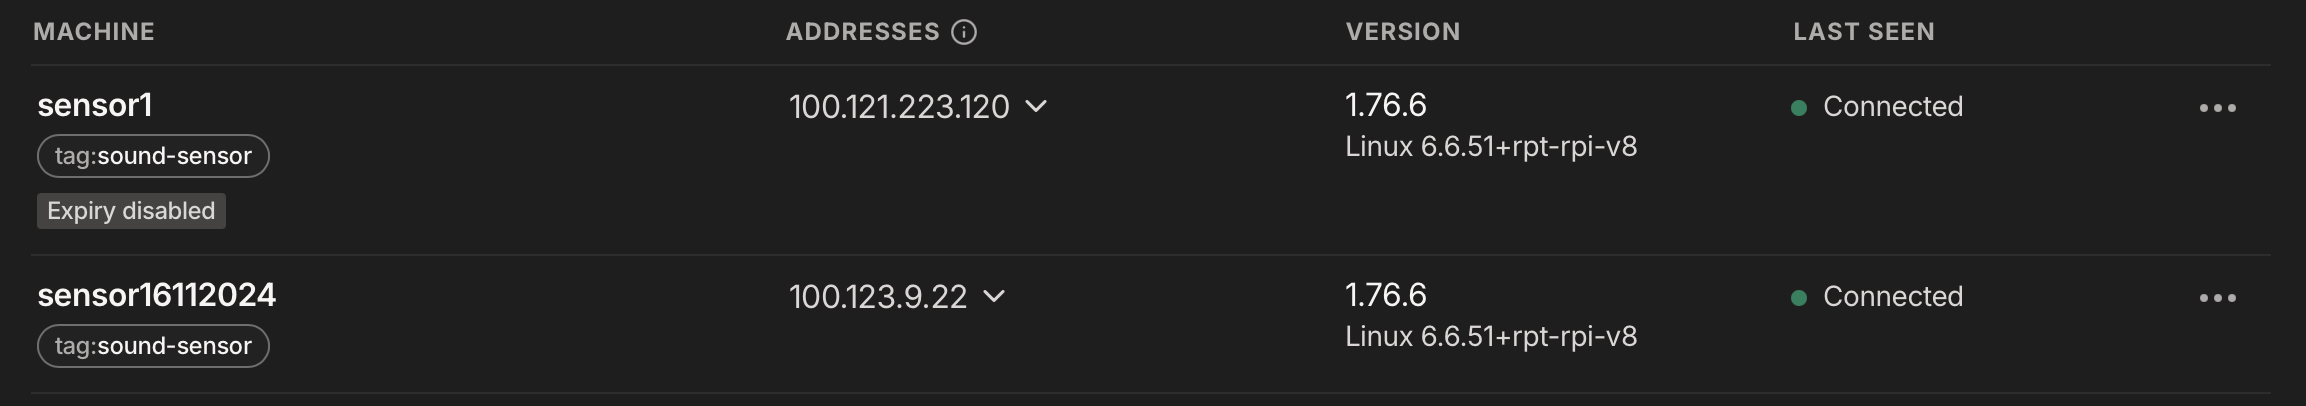 MACHINE ADDRESSES VERSION LAST SEEN
sensor1 100.121.223.120 1.76.6 Connected
tag:sound-sensor Linux 6.6.51+rpt-rpi-v8
Expiry disabled
sensor16112024 100.123.9.22 1.76.6 Connected
tag:sound-sensor Linux 6.6.51+rpt-rpi-v8